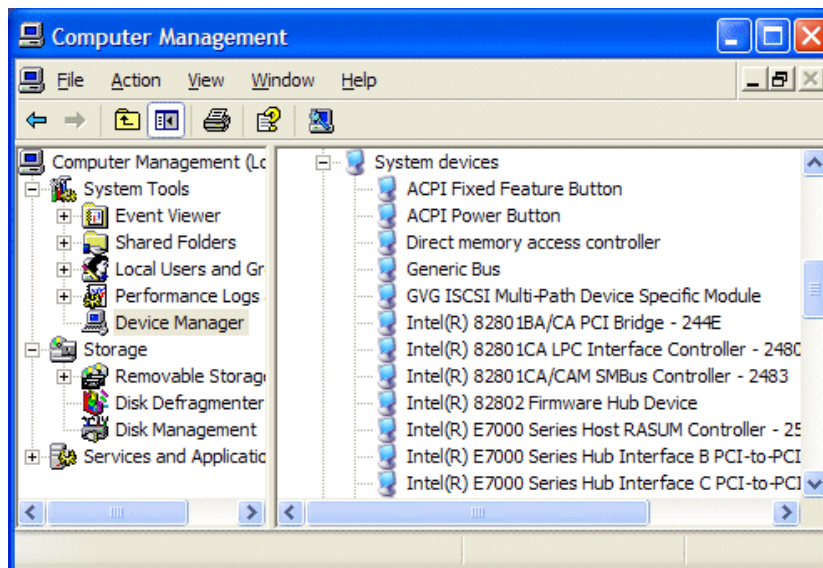 Computer Management
File Action View Window Help
Computer Management (Lo
System Tools
Event Viewer
Shared Folders
Local Users and Gr
Performance Logs
Device Manager
Storage
Removable Storag
Disk Defragmenter
Disk Management
Services and Applicatio
System devices
ACPI Fixed Feature Button
ACPI Power Button
Direct memory access controller
Generic Bus
GVG ISCSI Multi-Path Device Specific Module
Intel(R) 82801BA/CA PCI Bridge - 244E
Intel(R) 82801CA LPC Interface Controller - 2480
Intel(R) 82801CA/CAM SMBus Controller - 2483
Intel(R) 82802 Firmware Hub Device
Intel(R) E7000 Series Host RASUM Controller - 25
Intel(R) E7000 Series Hub Interface B PCI-to-PCI
Intel(R) E7000 Series Hub Interface C PCI-to-PCI